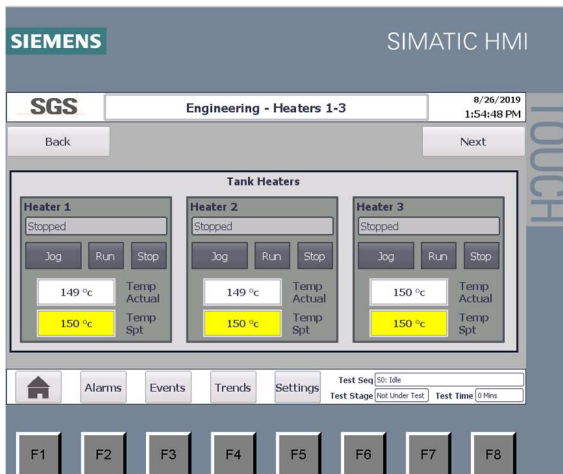 SIEMENS
SIMATIC HMI
TOUCH
SGS
Engineering - Heaters 1-3
8/26/2019
1:54:48 PM
Back
Next
Tank Heaters
Heater 1
Stopped
Jog Run Stop
149 °c Temp Actual
150 °c Temp Spt
Heater 2
Stopped
Jog Run Stop
149 °c Temp Actual
150 °c Temp Spt
Heater 3
Stopped
Jog Run Stop
150 °c Temp Actual
150 °c Temp Spt
Alarms
Events
Trends
Settings
Test Seq S0: Idle
Test Stage Not Under Test Test Time 0 Mins
F1 F2 F3 F4 F5 F6 F7 F8